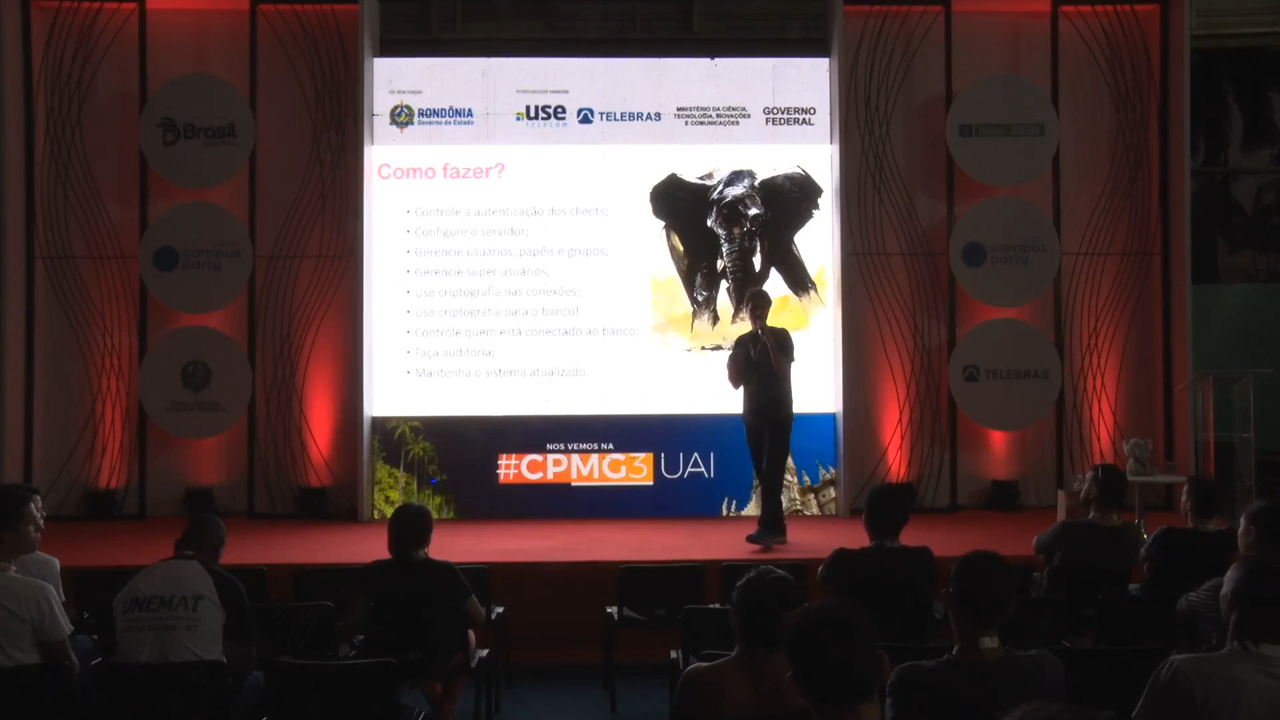 RONDÔNIA
Governo do Estado
use
TELECOM
TELEBRAS
MINISTÉRIO DA CIÊNCIA,
TECNOLOGIA, INOVAÇÕES
E COMUNICAÇÕES
GOVERNO
FEDERAL
Como fazer?
• Controle a autenticação dos clients;
• Configure o servidor;
• Gerencie usuários, papéis e grupos;
• Gerencie super usuários;
• Use criptografia nas conexões;
• Use criptografia para o banco!
• Controle quem está conectado ao banco;
• Faça auditoria;
• Mantenha o sistema atualizado.
NOS VEMOS NA
#CPMG3 UAI
Brasil
campus
party
campus
party
TELEBRAS
UNEMAT